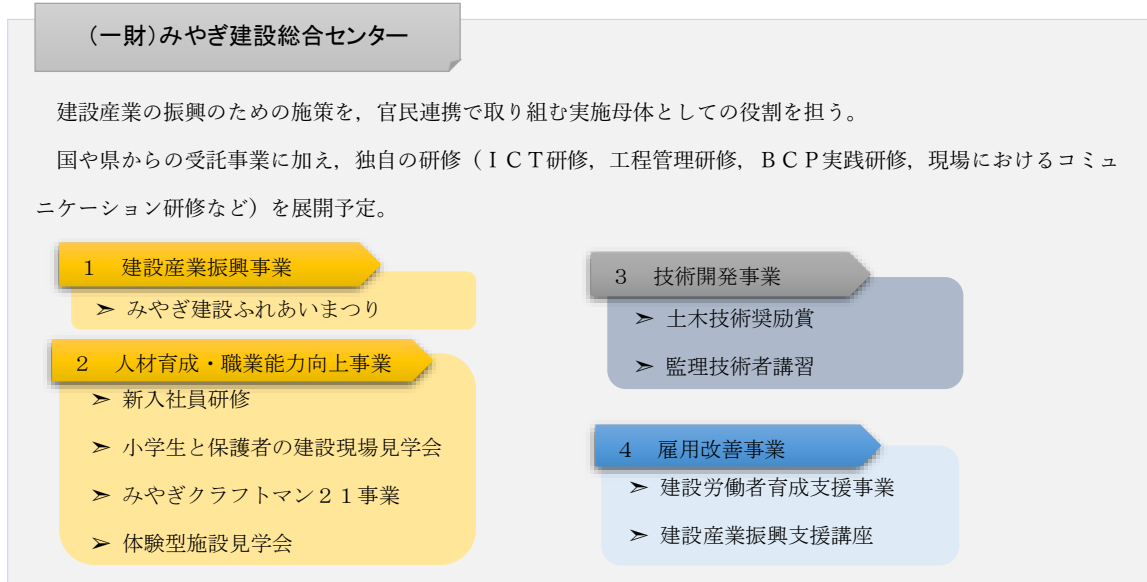 (一財)みやぎ建設総合センター
建設産業の振興のための施策を，官民連携で取り組む実施母体としての役割を担う。
国や県からの受託事業に加え，独自の研修（ＩＣＴ研修，工程管理研修，ＢＣＰ実践研修，現場におけるコミュ
ニケーション研修など）を展開予定。
１　建設産業振興事業
➢ みやぎ建設ふれあいまつり
２　人材育成・職業能力向上事業
➢ 新入社員研修
➢ 小学生と保護者の建設現場見学会
➢ みやぎクラフトマン２１事業
➢ 体験型施設見学会
３　技術開発事業
➢ 土木技術奨励賞
➢ 監理技術者講習
４　雇用改善事業
➢ 建設労働者育成支援事業
➢ 建設産業振興支援講座